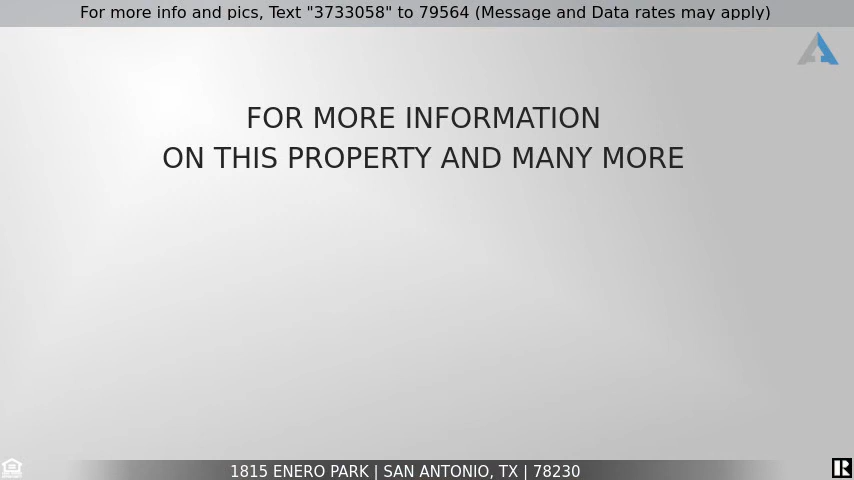 For more info and pics, Text "3733058" to 79564 (Message and Data rates may apply)
FOR MORE INFORMATION
ON THIS PROPERTY AND MANY MORE
1815 ENERO PARK | SAN ANTONIO, TX | 78230